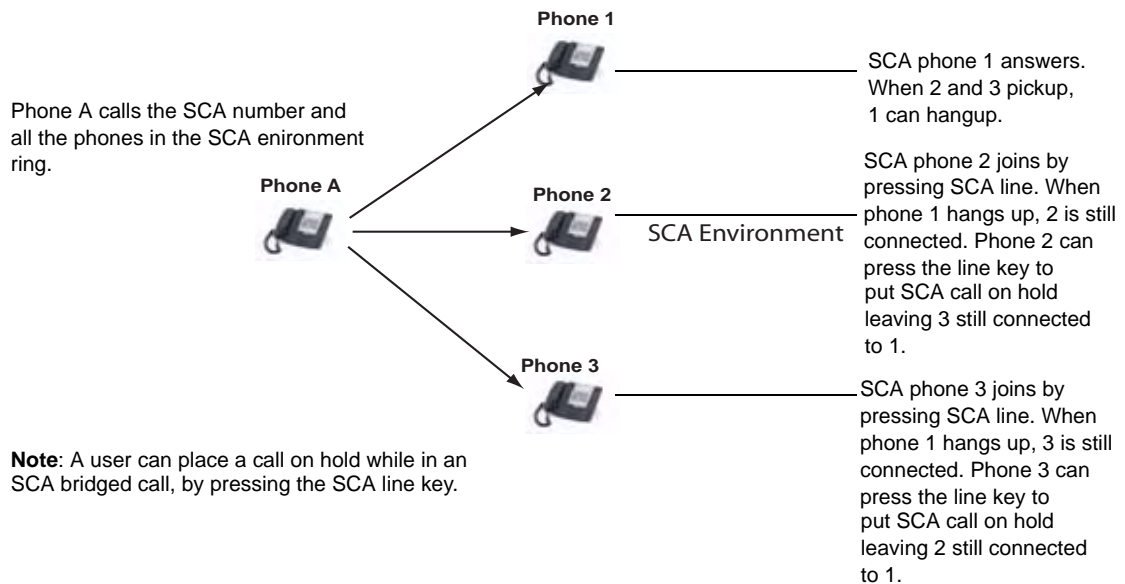 Phone 1
SCA phone 1 answers.
When 2 and 3 pickup,
1 can hangup.
Phone A calls the SCA number and
all the phones in the SCA enironment
ring.
Phone A
Phone 2
SCA Environment
SCA phone 2 joins by
pressing SCA line. When
phone 1 hangs up, 2 is still
connected. Phone 2 can
press the line key to
put SCA call on hold
leaving 3 still connected
to 1.
Phone 3
SCA phone 3 joins by
pressing SCA line. When
phone 1 hangs up, 3 is still
connected. Phone 3 can
press the line key to
put SCA call on hold
leaving 2 still connected
to 1.
Note: A user can place a call on hold while in an
SCA bridged call, by pressing the SCA line key.